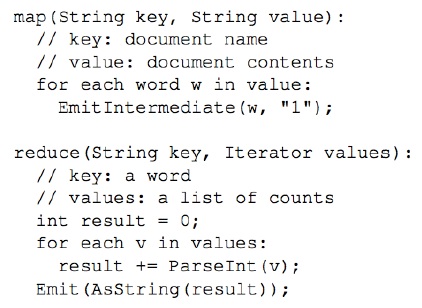 map(String key, String value):
// key: document name
// value: document contents
for each word w in value:
EmitIntermediate(w, "1");
reduce(String key, Iterator values):
// key: a word
// values: a list of counts
int result = 0;
for each v in values:
result += ParseInt(v);
Emit(AsString(result));